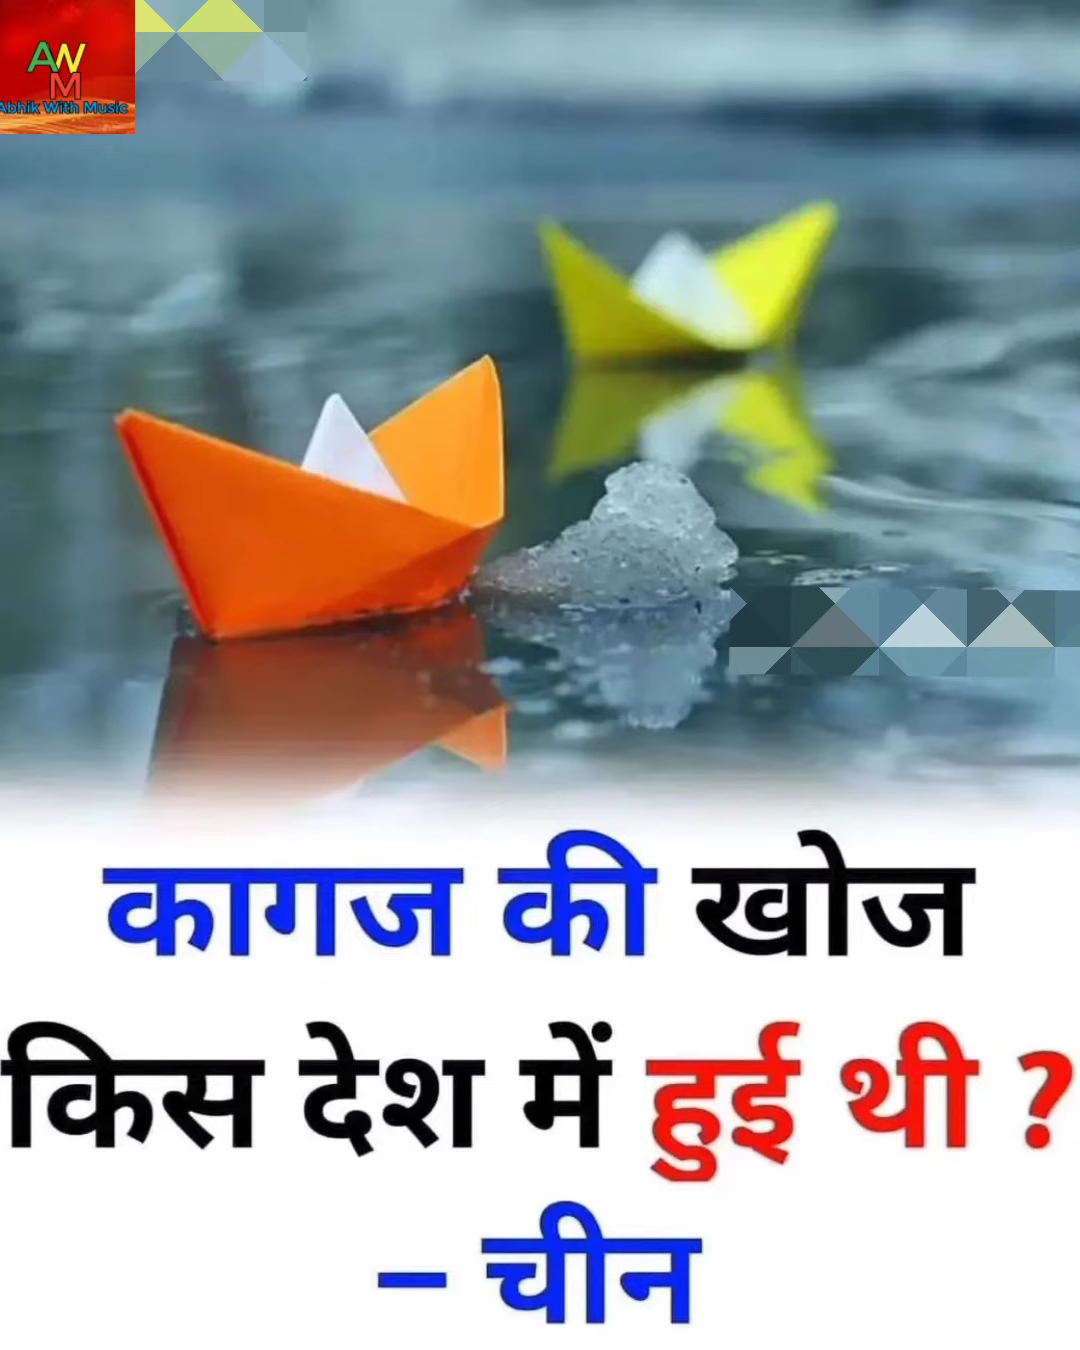 AWM
Abhik With Music
कागज की खोज
किस देश में हुई थी ?
– चीन